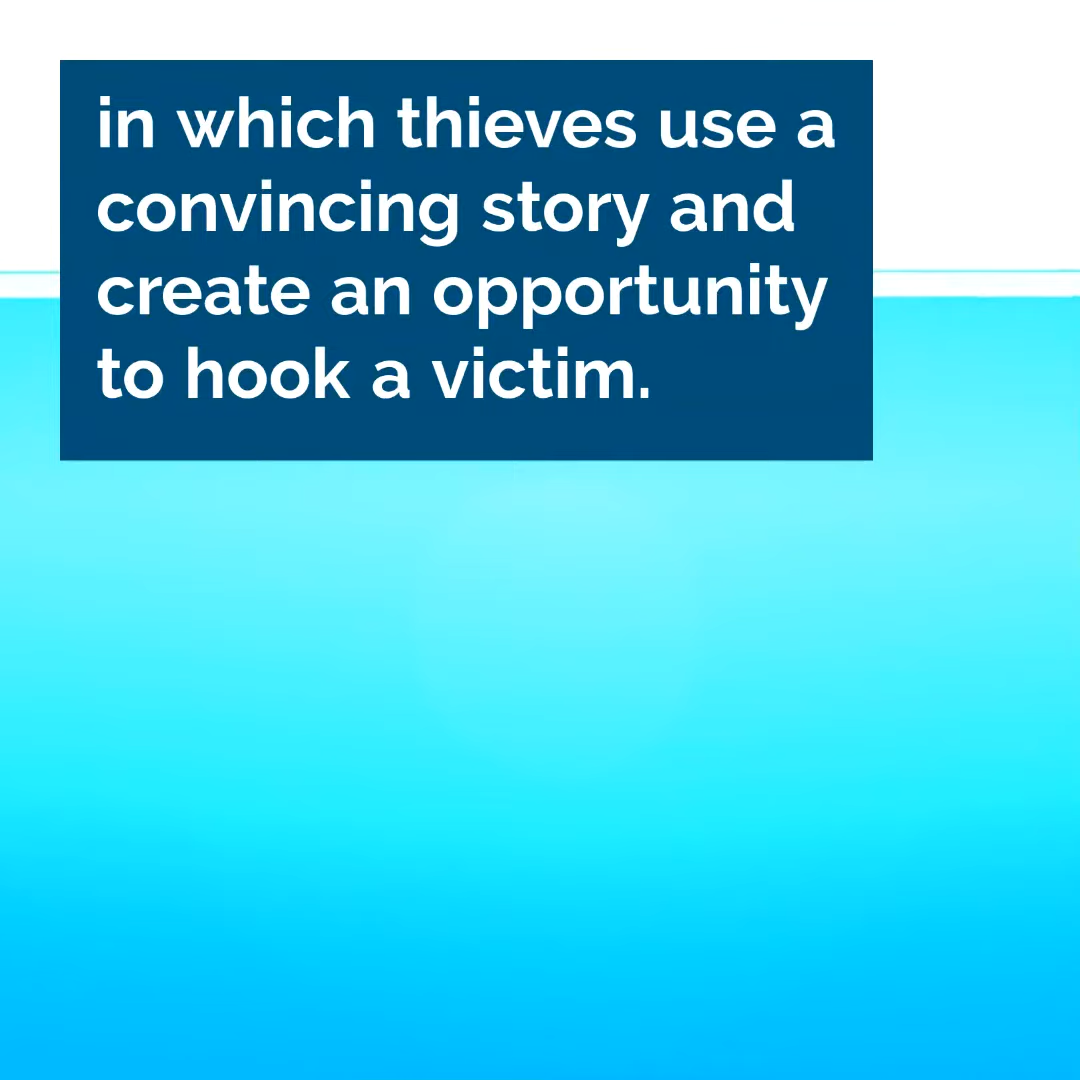 in which thieves use a
convincing story and
create an opportunity
to hook a victim.